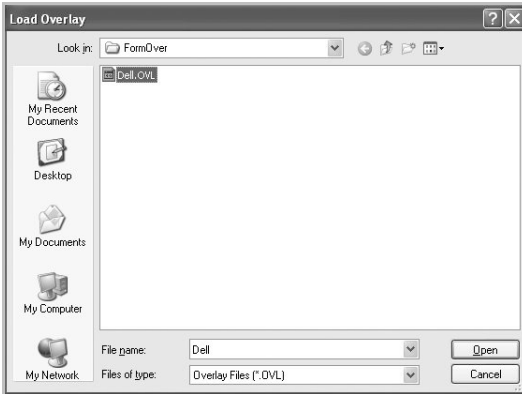 Load Overlay
Look in: FormOver
Dell.OVL
My Recent
Documents
Desktop
My Documents
My Computer
My Network
File name: Dell Open
Files of type: Overlay Files (*.OVL) Cancel